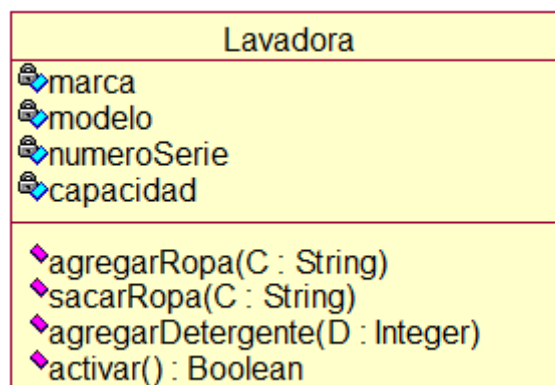 Lavadora
marca
modelo
numeroSerie
capacidad
agregarRopa(C : String)
sacarRopa(C : String)
agregarDetergente(D : Integer)
activar() : Boolean